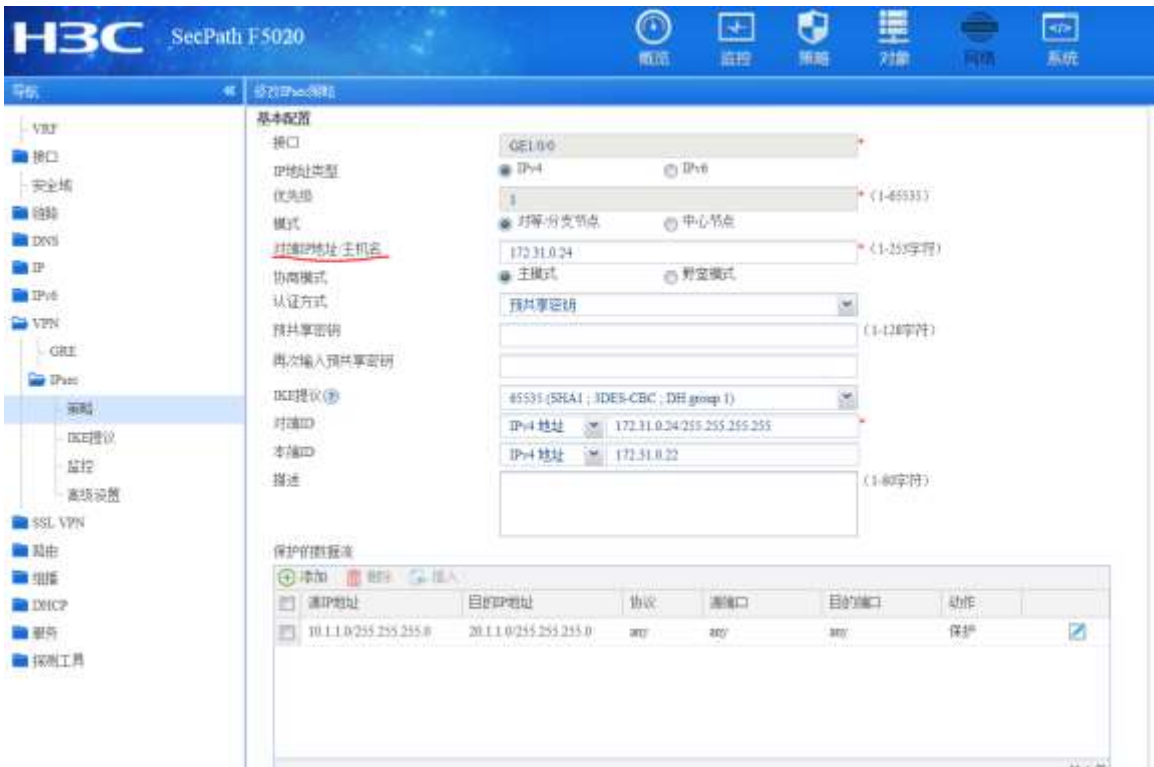 H3C SecPath F5020
概览 监控 策略 对象 网络 系统
导航 修改IPsec策略
VRF
接口
安全域
链路
DNS
IP
IPv6
VPN
GRE
IPsec
策略
IKE提议
监控
高级设置
SSL VPN
路由
组播
DHCP
服务
探测工具
基本配置
接口 GE1/0/0 *
IP地址类型 IPv4 IPv6
优先级 1 * (1-65535)
模式 对等/分支节点 中心节点
对端IP地址/主机名 172.31.0.24 * (1-253字符)
协商模式 主模式 野蛮模式
认证方式 预共享密钥
预共享密钥 (1-128字符)
再次输入预共享密钥
IKE提议 65535 (SHA1 ; 3DES-CBC ; DH group 1)
对端ID IPv4 地址 172.31.0.24/255.255.255.255 *
本端ID IPv4 地址 172.31.0.22
描述 (1-80字符)
保护的数据流
添加 删除 插入
源IP地址 目的IP地址 协议 源端口 目的端口 动作
10.1.1.0/255.255.255.0 20.1.1.0/255.255.255.0 any any any 保护